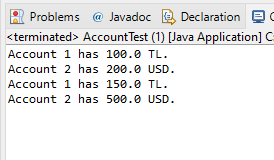 Problems @ Javadoc Declaration
<terminated> AccountTest (1) [Java Application] C
Account 1 has 100.0 TL.
Account 2 has 200.0 USD.
Account 1 has 150.0 TL.
Account 2 has 500.0 USD.